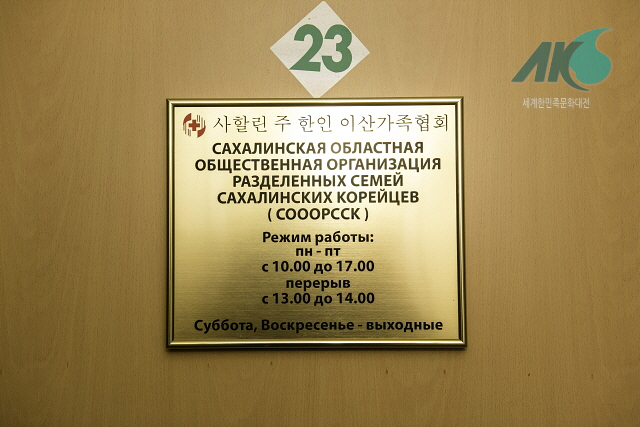 23
AKS
세계한민족문화대전
사할린 주 한인 이산가족협회
САХАЛИНСКАЯ ОБЛАСТНАЯ
ОБЩЕСТВЕННАЯ ОРГАНИЗАЦИЯ
РАЗДЕЛЕННЫХ СЕМЕЙ
САХАЛИНСКИХ КОРЕЙЦЕВ
( СОООРССК )
Режим работы:
пн - пт
с 10.00 до 17.00
перерыв
с 13.00 до 14.00
Суббота, Воскресенье - выходные